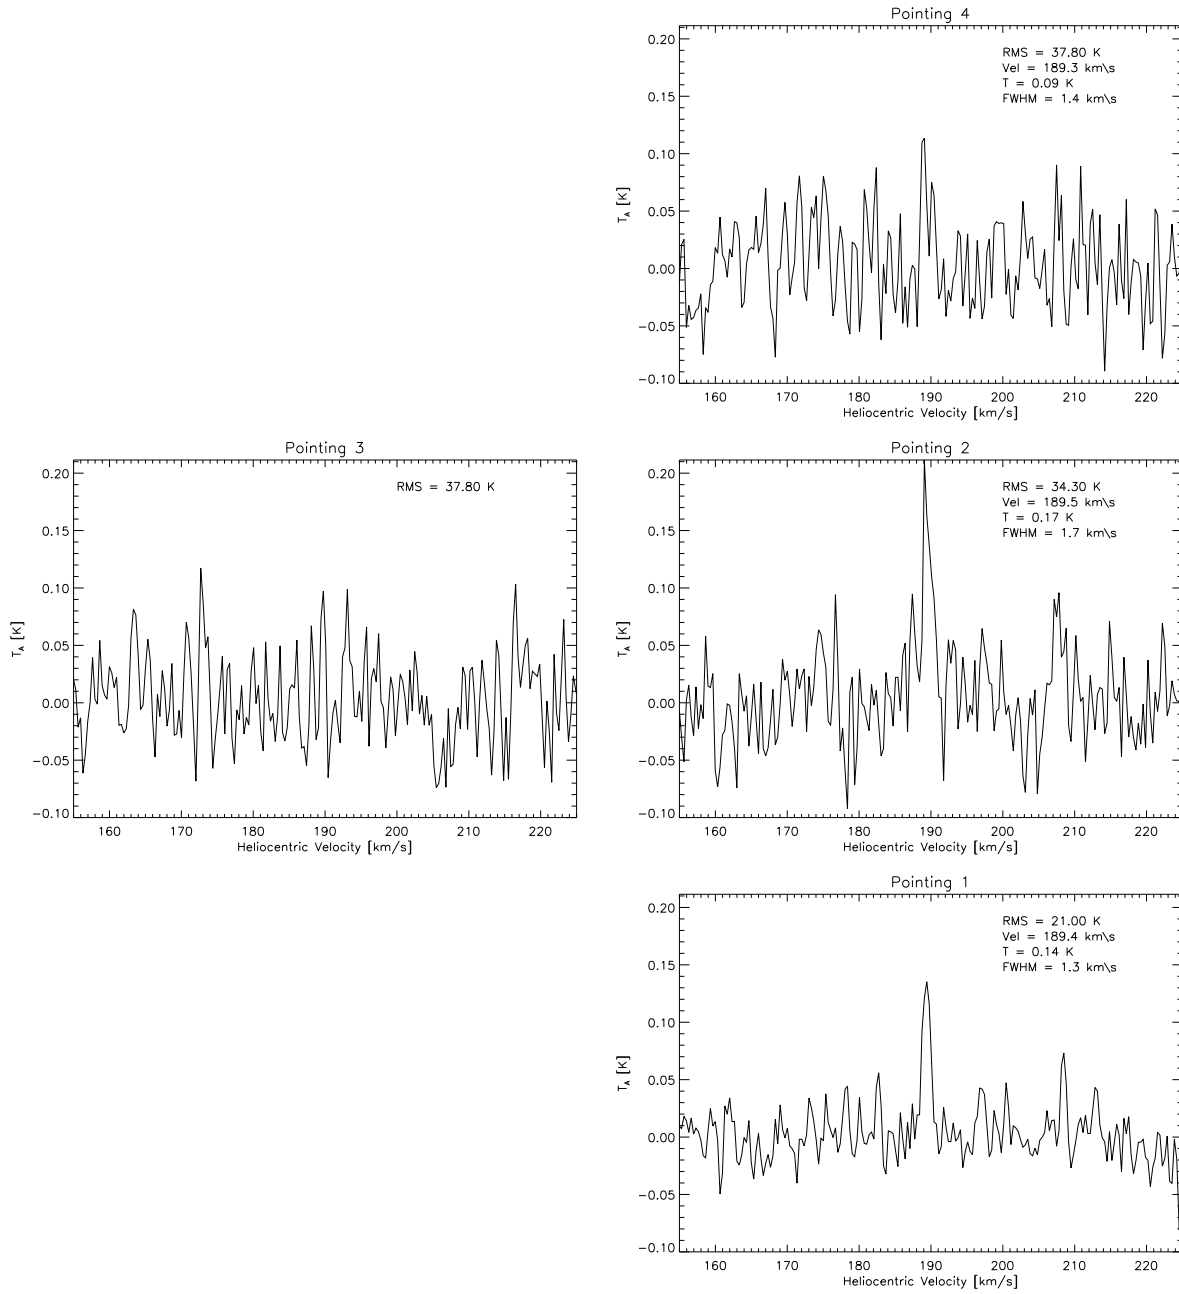 Pointing 4
RMS = 37.80 K
Vel = 189.3 km\s
T = 0.09 K
FWHM = 1.4 km\s
0.20
0.15
0.10
0.05
0.00
−0.05
−0.10
T_A [K]
160 170 180 190 200 210 220
Heliocentric Velocity [km/s]
Pointing 3
RMS = 37.80 K
0.20
0.15
0.10
0.05
0.00
−0.05
−0.10
T_A [K]
160 170 180 190 200 210 220
Heliocentric Velocity [km/s]
Pointing 2
RMS = 34.30 K
Vel = 189.5 km\s
T = 0.17 K
FWHM = 1.7 km\s
0.20
0.15
0.10
0.05
0.00
−0.05
−0.10
T_A [K]
160 170 180 190 200 210 220
Heliocentric Velocity [km/s]
Pointing 1
RMS = 21.00 K
Vel = 189.4 km\s
T = 0.14 K
FWHM = 1.3 km\s
0.20
0.15
0.10
0.05
0.00
−0.05
−0.10
T_A [K]
160 170 180 190 200 210 220
Heliocentric Velocity [km/s]